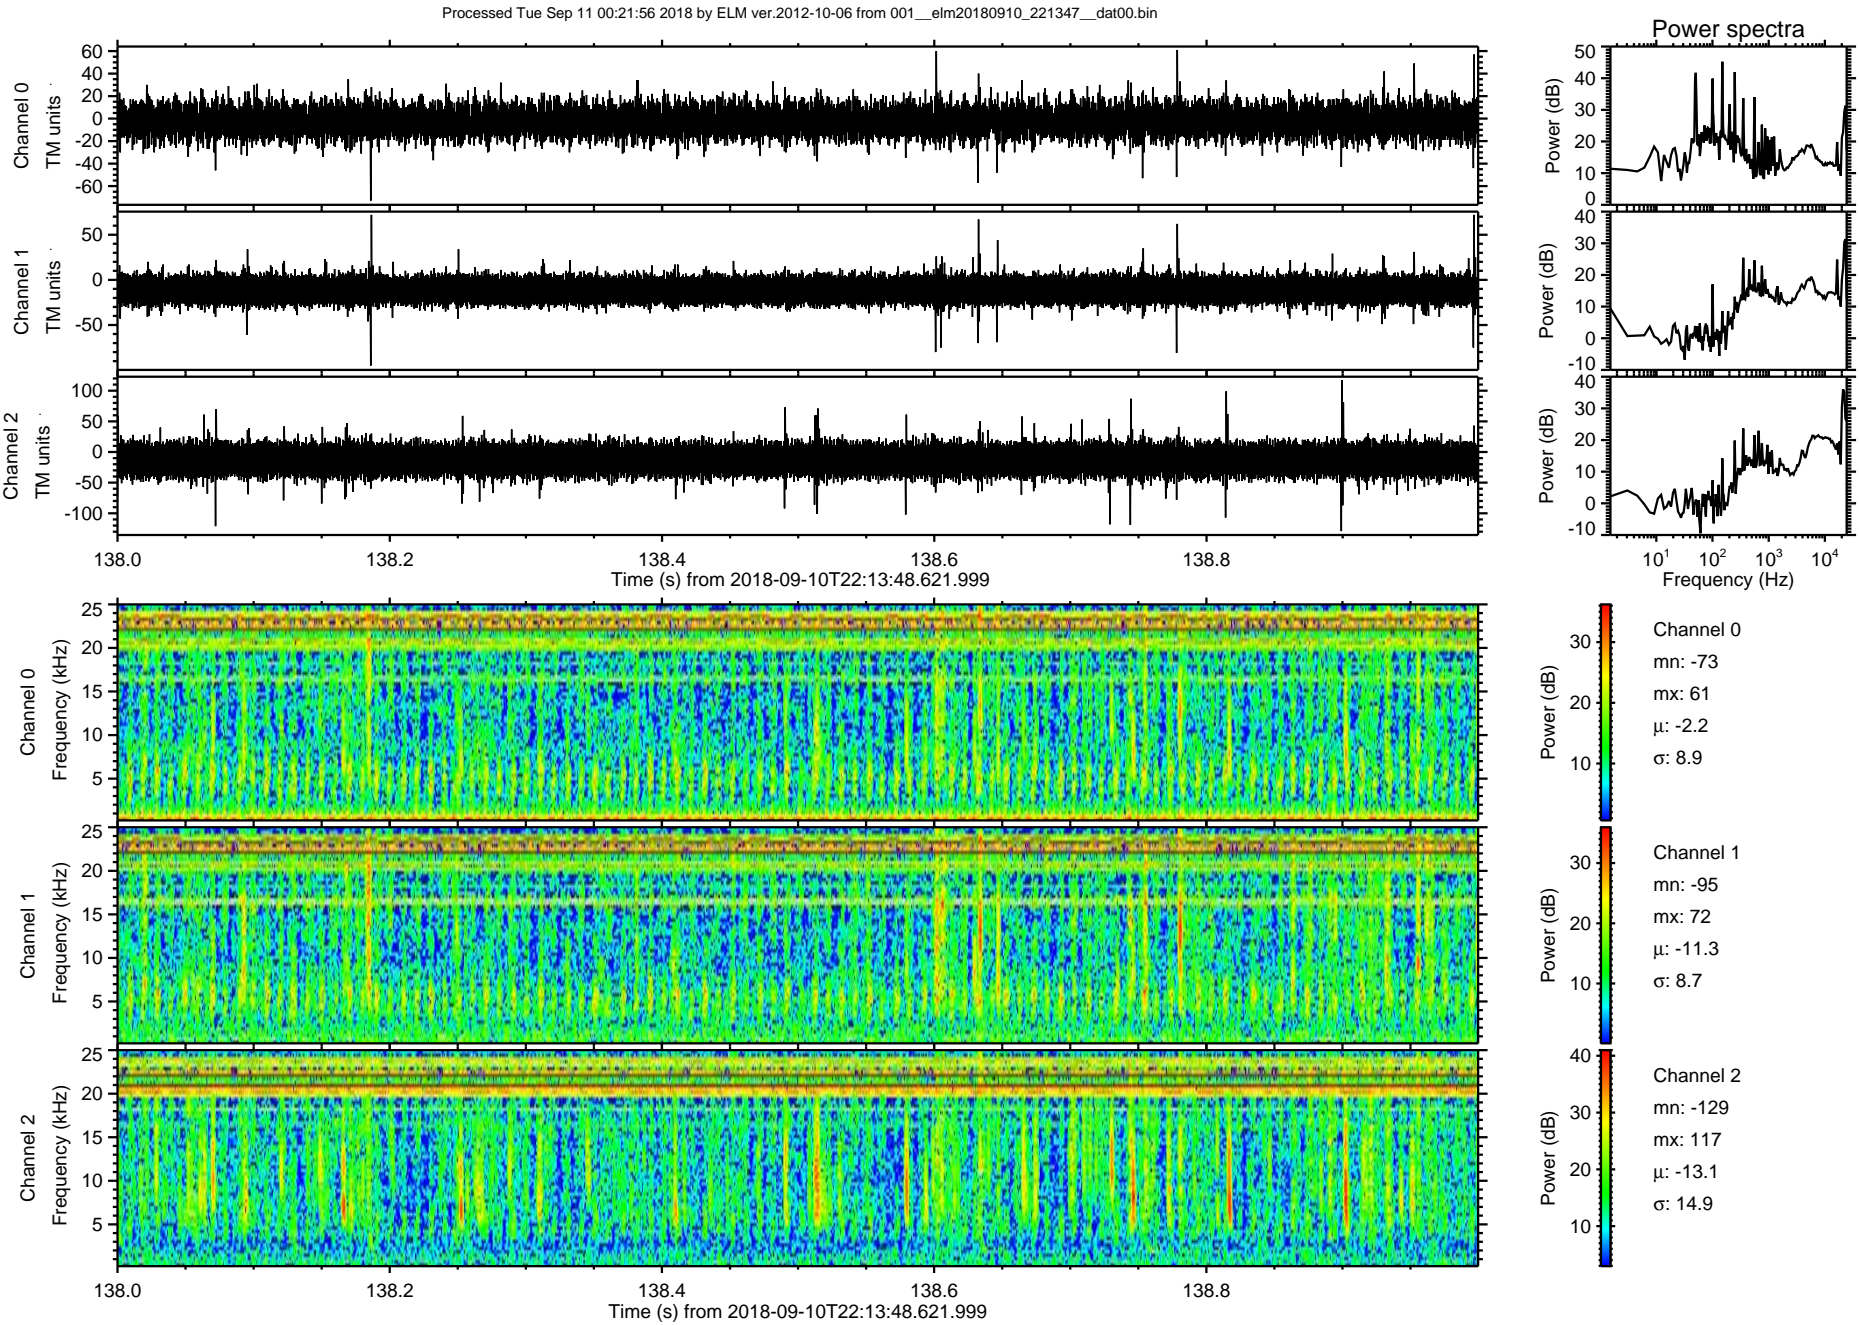 Processed Tue Sep 11 00:21:56 2018 by ELM ver.2012-10-06 from 001__elm20180910_221347__dat00.bin
Power spectra
Channel 0
TM units
60
40
20
0
-20
-40
-60
Power (dB)
50
40
30
20
10
0
Channel 1
TM units
50
0
-50
Power (dB)
40
30
20
10
0
-10
Channel 2
TM units
100
50
0
-50
-100
Power (dB)
40
30
20
10
0
-10
138.0 138.2 138.4 138.6 138.8
Time (s) from 2018-09-10T22:13:48.621.999
10¹ 10² 10³ 10⁴
Frequency (Hz)
Channel 0
Frequency (kHz)
25
20
15
10
5
Power (dB)
30
20
10
Channel 0
mn: -73
mx: 61
μ: -2.2
σ: 8.9
Channel 1
Frequency (kHz)
25
20
15
10
5
Power (dB)
30
20
10
Channel 1
mn: -95
mx: 72
μ: -11.3
σ: 8.7
Channel 2
Frequency (kHz)
25
20
15
10
5
Power (dB)
40
30
20
10
Channel 2
mn: -129
mx: 117
μ: -13.1
σ: 14.9
138.0 138.2 138.4 138.6 138.8
Time (s) from 2018-09-10T22:13:48.621.999